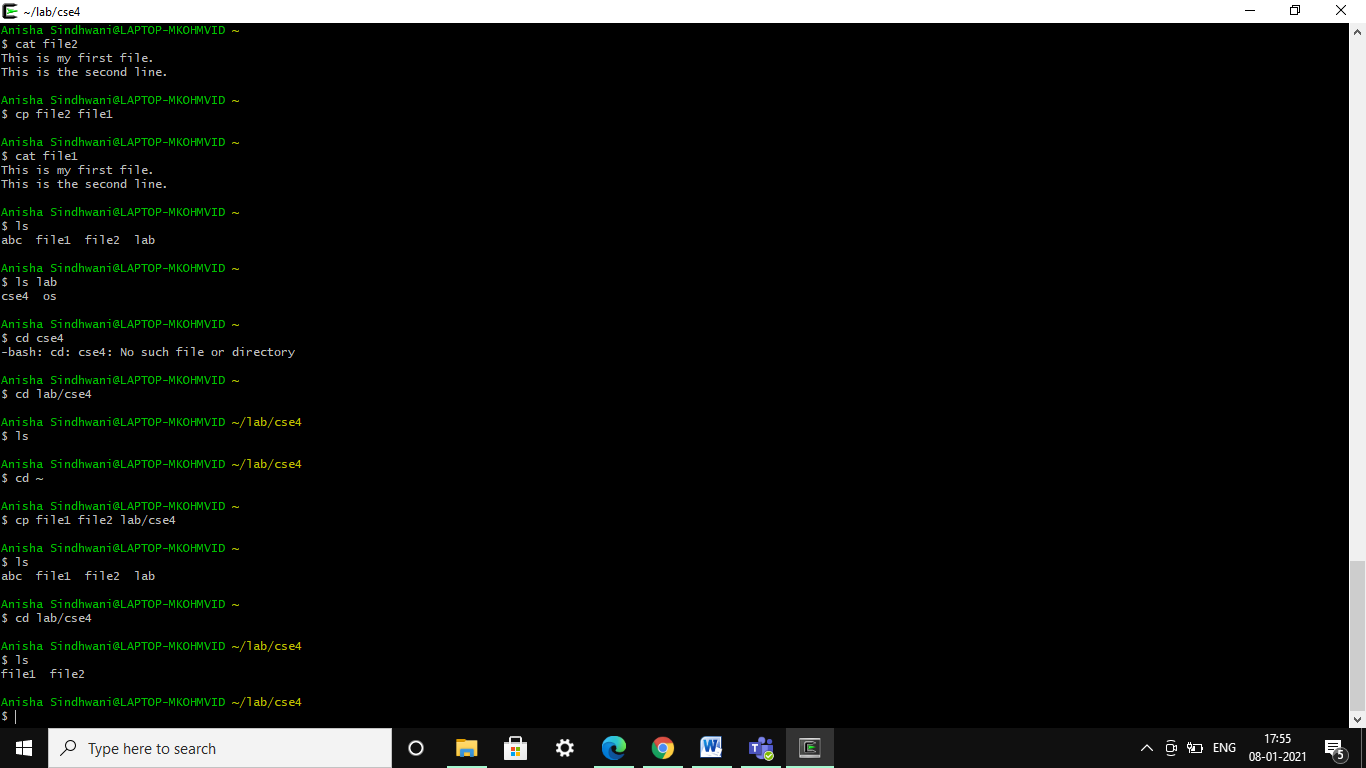 ~/lab/cse4
Anisha Sindhwani@LAPTOP-MKOHMVID ~
$ cat file2
This is my first file.
This is the second line.
Anisha Sindhwani@LAPTOP-MKOHMVID ~
$ cp file2 file1
Anisha Sindhwani@LAPTOP-MKOHMVID ~
$ cat file1
This is my first file.
This is the second line.
Anisha Sindhwani@LAPTOP-MKOHMVID ~
$ ls
abc  file1  file2  lab
Anisha Sindhwani@LAPTOP-MKOHMVID ~
$ ls lab
cse4  os
Anisha Sindhwani@LAPTOP-MKOHMVID ~
$ cd cse4
-bash: cd: cse4: No such file or directory
Anisha Sindhwani@LAPTOP-MKOHMVID ~
$ cd lab/cse4
Anisha Sindhwani@LAPTOP-MKOHMVID ~/lab/cse4
$ ls
Anisha Sindhwani@LAPTOP-MKOHMVID ~/lab/cse4
$ cd ~
Anisha Sindhwani@LAPTOP-MKOHMVID ~
$ cp file1 file2 lab/cse4
Anisha Sindhwani@LAPTOP-MKOHMVID ~
$ ls
abc  file1  file2  lab
Anisha Sindhwani@LAPTOP-MKOHMVID ~
$ cd lab/cse4
Anisha Sindhwani@LAPTOP-MKOHMVID ~/lab/cse4
$ ls
file1  file2
Anisha Sindhwani@LAPTOP-MKOHMVID ~/lab/cse4
$
Type here to search
ENG
17:55
08-01-2021
5